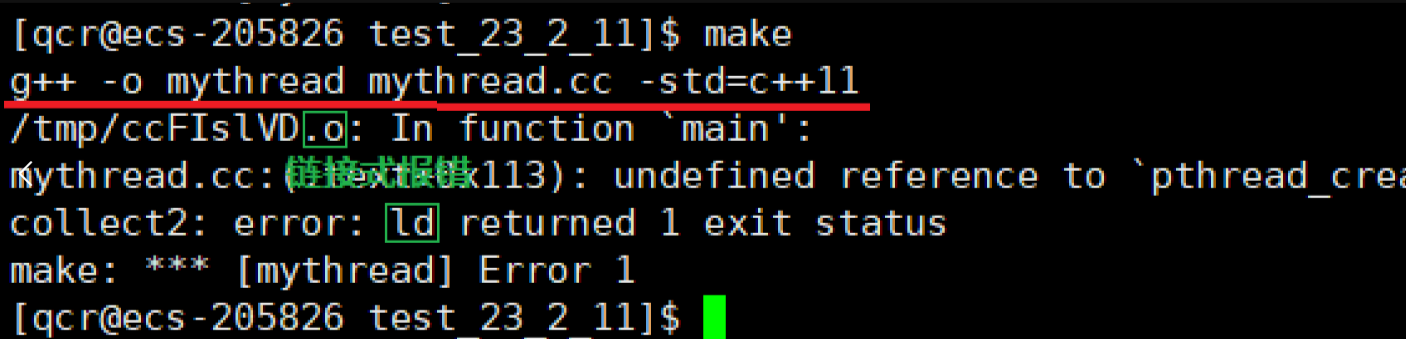 [qcr@ecs-205826 test_23_2_11]$ make
g++ -o mythread mythread.cc -std=c++11
/tmp/ccFIslVD.o: In function `main':
mythread.cc:( 链接式报错 x113): undefined reference to `pthread_crea
collect2: error: ld returned 1 exit status
make: *** [mythread] Error 1
[qcr@ecs-205826 test_23_2_11]$